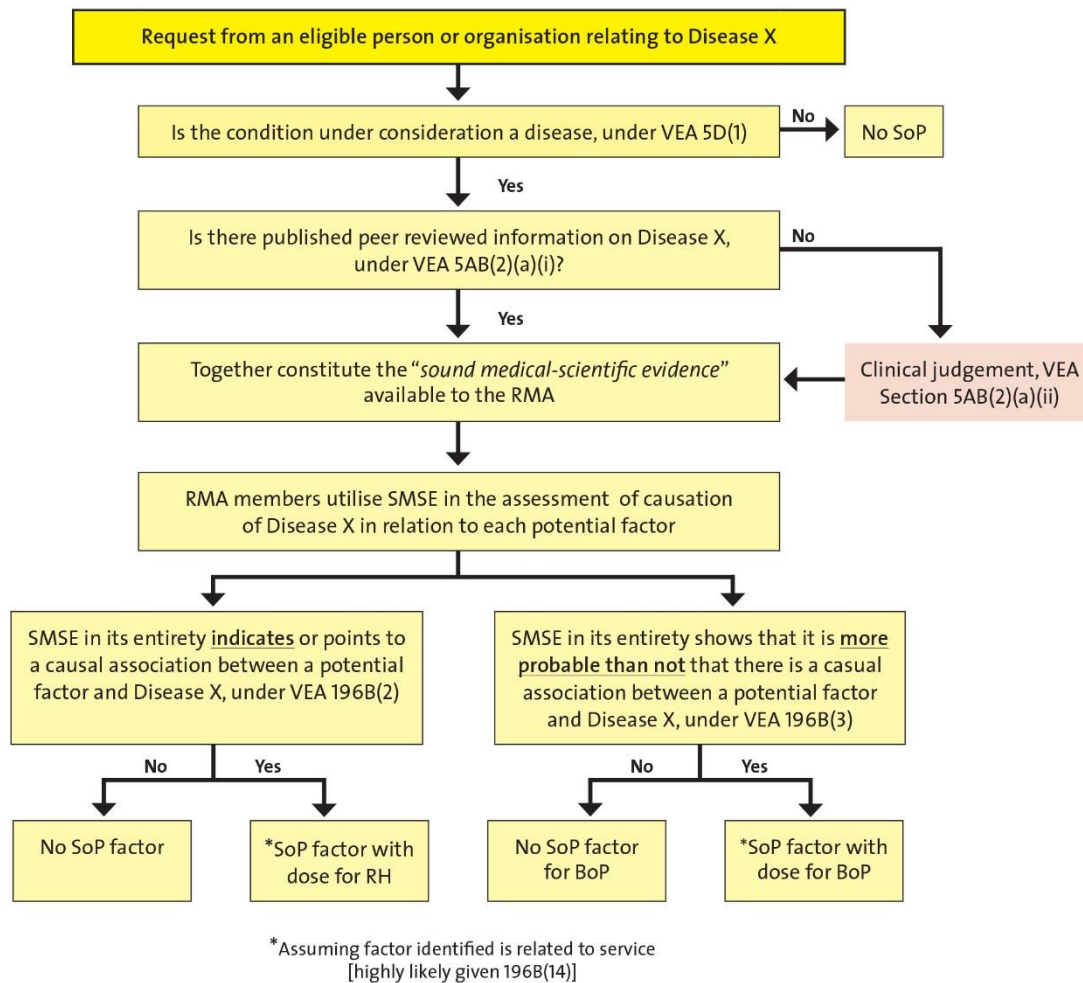 Request from an eligible person or organisation relating to Disease X
Is the condition under consideration a disease, under VEA 5D(1)
No
No SoP
Yes
Is there published peer reviewed information on Disease X,
under VEA 5AB(2)(a)(i)?
No
Yes
Together constitute the “sound medical-scientific evidence”
available to the RMA
Clinical judgement, VEA
Section 5AB(2)(a)(ii)
RMA members utilise SMSE in the assessment of causation
of Disease X in relation to each potential factor
SMSE in its entirety indicates or points to
a causal association between a potential
factor and Disease X, under VEA 196B(2)
SMSE in its entirety shows that it is more
probable than not that there is a casual
association between a potential factor
and Disease X, under VEA 196B(3)
No
Yes
No
Yes
No SoP factor
*SoP factor with
dose for RH
No SoP factor
for BoP
*SoP factor with
dose for BoP
*Assuming factor identified is related to service
[highly likely given 196B(14)]